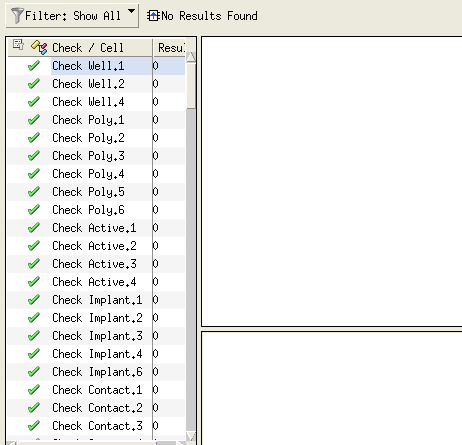 Filter: Show All No Results Found
Check / Cell Resul
Check Well.1 0
Check Well.2 0
Check Well.4 0
Check Poly.1 0
Check Poly.2 0
Check Poly.3 0
Check Poly.4 0
Check Poly.5 0
Check Poly.6 0
Check Active.1 0
Check Active.2 0
Check Active.3 0
Check Active.4 0
Check Implant.1 0
Check Implant.2 0
Check Implant.3 0
Check Implant.4 0
Check Implant.6 0
Check Contact.1 0
Check Contact.2 0
Check Contact.3 0